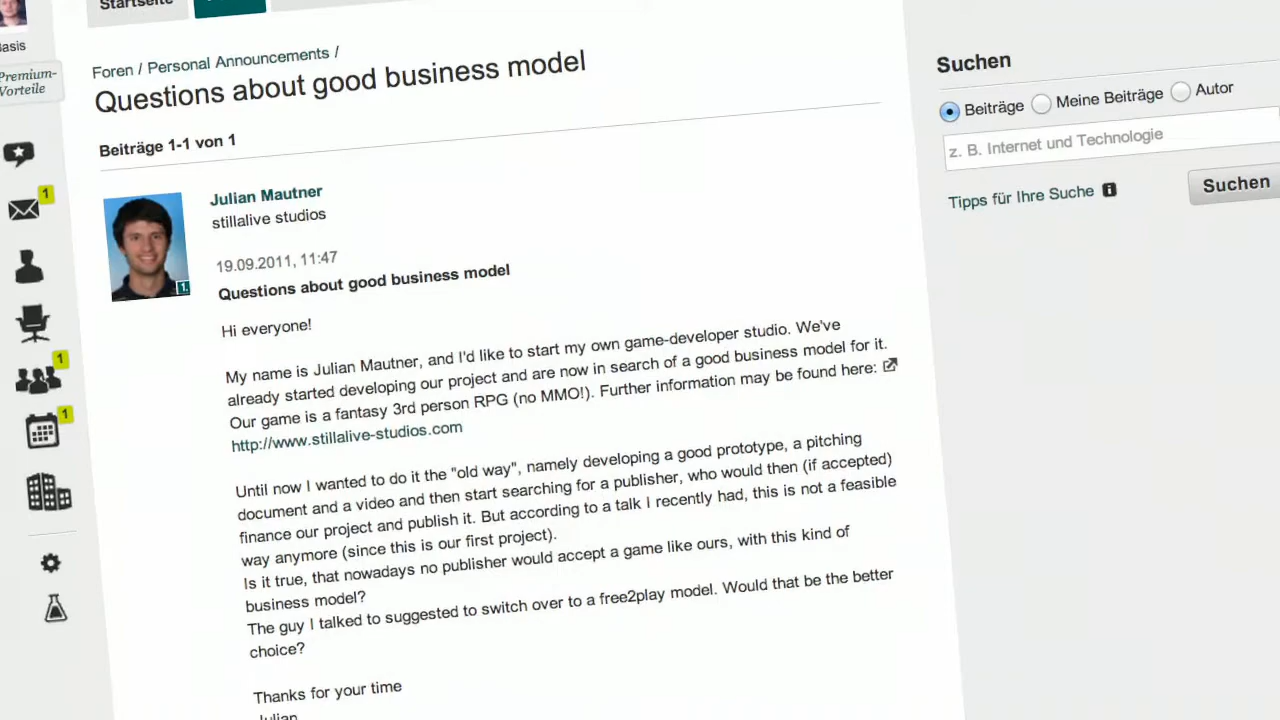 Startseite
Basis
Premium-
Vorteile
1
1
1
Foren / Personal Announcements /
Questions about good business model
Beiträge 1-1 von 1
Julian Mautner
stillalive studios
1.
19.09.2011, 11:47
Questions about good business model
Hi everyone!
My name is Julian Mautner, and I'd like to start my own game-developer studio. We've
already started developing our project and are now in search of a good business model for it.
Our game is a fantasy 3rd person RPG (no MMO!). Further information may be found here:
http://www.stillalive-studios.com
Until now I wanted to do it the "old way", namely developing a good prototype, a pitching
document and a video and then start searching for a publisher, who would then (if accepted)
finance our project and publish it. But according to a talk I recently had, this is not a feasible
way anymore (since this is our first project).
Is it true, that nowadays no publisher would accept a game like ours, with this kind of
business model?
The guy I talked to suggested to switch over to a free2play model. Would that be the better
choice?
Thanks for your time
Julian
Suchen
Beiträge Meine Beiträge Autor
z. B. Internet und Technologie
Tipps für Ihre Suche i
Suchen